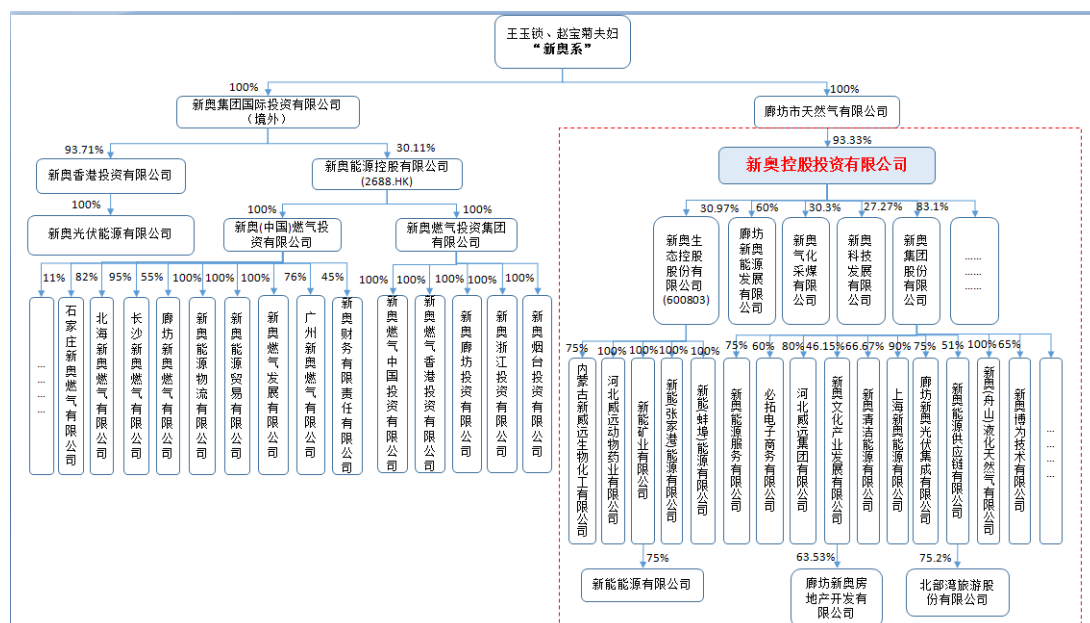 王玉锁、赵宝菊夫妇
“新奥系”
100%
100%
新奥集团国际投资有限公司
（境外）
廊坊市天然气有限公司
93.71%
30.11%
93.33%
新奥香港投资有限公司
新奥能源控股有限公司
(2688.HK)
新奥控股投资有限公司
100%
100%
100%
30.97%
60%
30.3%
27.27%
83.1%
新奥光伏能源有限公司
新奥(中国)燃气投
资有限公司
新奥燃气投资集团
有限公司
新奥生
态控股
股份有
限公司
(600803)
廊坊
新奥
能源
发展
有限
公司
新奥
气化
采煤
有限
公司
新奥
科技
发展
有限
公司
新奥
集团
股份
有限
公司
……
……
11%
82%
95%
55%
100%
100%
100%
76%
45%
100%
100%
100%
100%
100%
…………
石家庄新奥燃气有限公司
北海新奥燃气有限公司
长沙新奥燃气有限公司
廊坊新奥燃气有限公司
新奥能源物流有限公司
新奥能源贸易有限公司
新奥燃气发展有限公司
广州新奥燃气有限公司
新奥财务有限责任公司
新奥燃气中国投资有限公司
新奥燃气香港投资有限公司
新奥廊坊投资有限公司
新奥浙江投资有限公司
新奥烟台投资有限公司
75%
100%
100%
100%
100%
75%
60%
80%
46.15%
66.67%
90%
75%
51%
100%
65%
内蒙古新威远生物化工有限公司
河北威远动物药业有限公司
新能矿业有限公司
新能(张家港)能源有限公司
新能(蚌埠)能源有限公司
新奥能源服务有限公司
必拓电子商务有限公司
河北威远集团有限公司
新奥文化产业发展有限公司
新奥清洁能源有限公司
上海新奥能源有限公司
廊坊新奥光伏集成有限公司
新奥能源供应链有限公司
新奥(舟山)液化天然气有限公司
新奥博为技术有限公司
…………
75%
63.53%
75.2%
新能能源有限公司
廊坊新奥房
地产开发有
限公司
北部湾旅游股
份有限公司